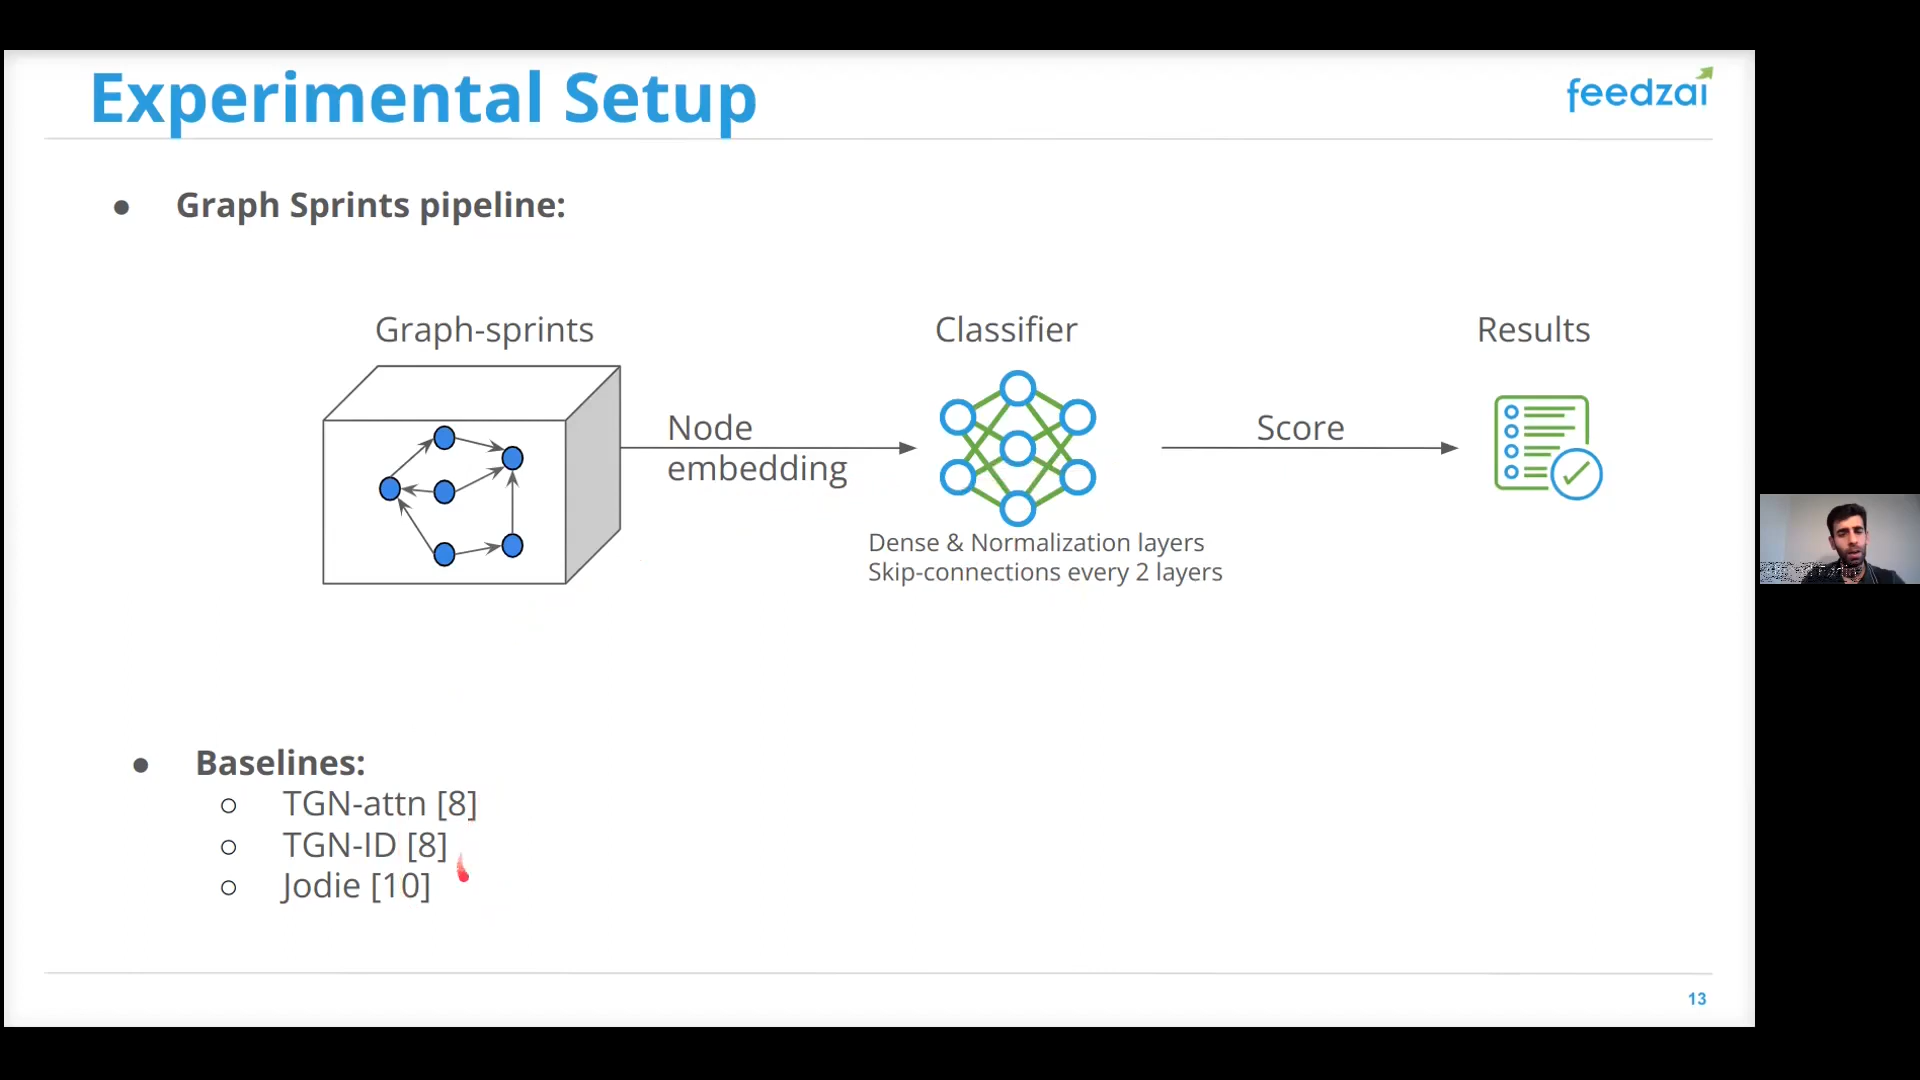 Experimental Setup
feedzai
● Graph Sprints pipeline:
Graph-sprints
Classifier
Results
Node
embedding
Score
Dense & Normalization layers
Skip-connections every 2 layers
● Baselines:
○ TGN-attn [8]
○ TGN-ID [8]
○ Jodie [10]
13